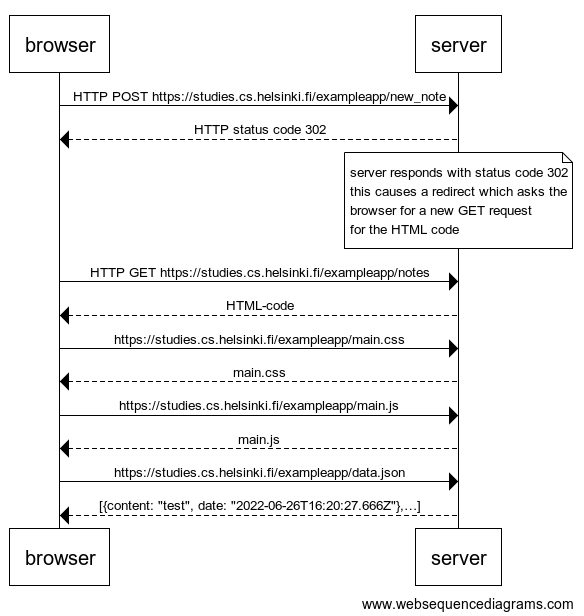 browser
server
HTTP POST https://studies.cs.helsinki.fi/exampleapp/new_note
HTTP status code 302
server responds with status code 302
this causes a redirect which asks the
browser for a new GET request
for the HTML code
HTTP GET https://studies.cs.helsinki.fi/exampleapp/notes
HTML-code
https://studies.cs.helsinki.fi/exampleapp/main.css
main.css
https://studies.cs.helsinki.fi/exampleapp/main.js
main.js
https://studies.cs.helsinki.fi/exampleapp/data.json
[{content: "test", date: "2022-06-26T16:20:27.666Z"},…]
browser
server
www.websequencediagrams.com